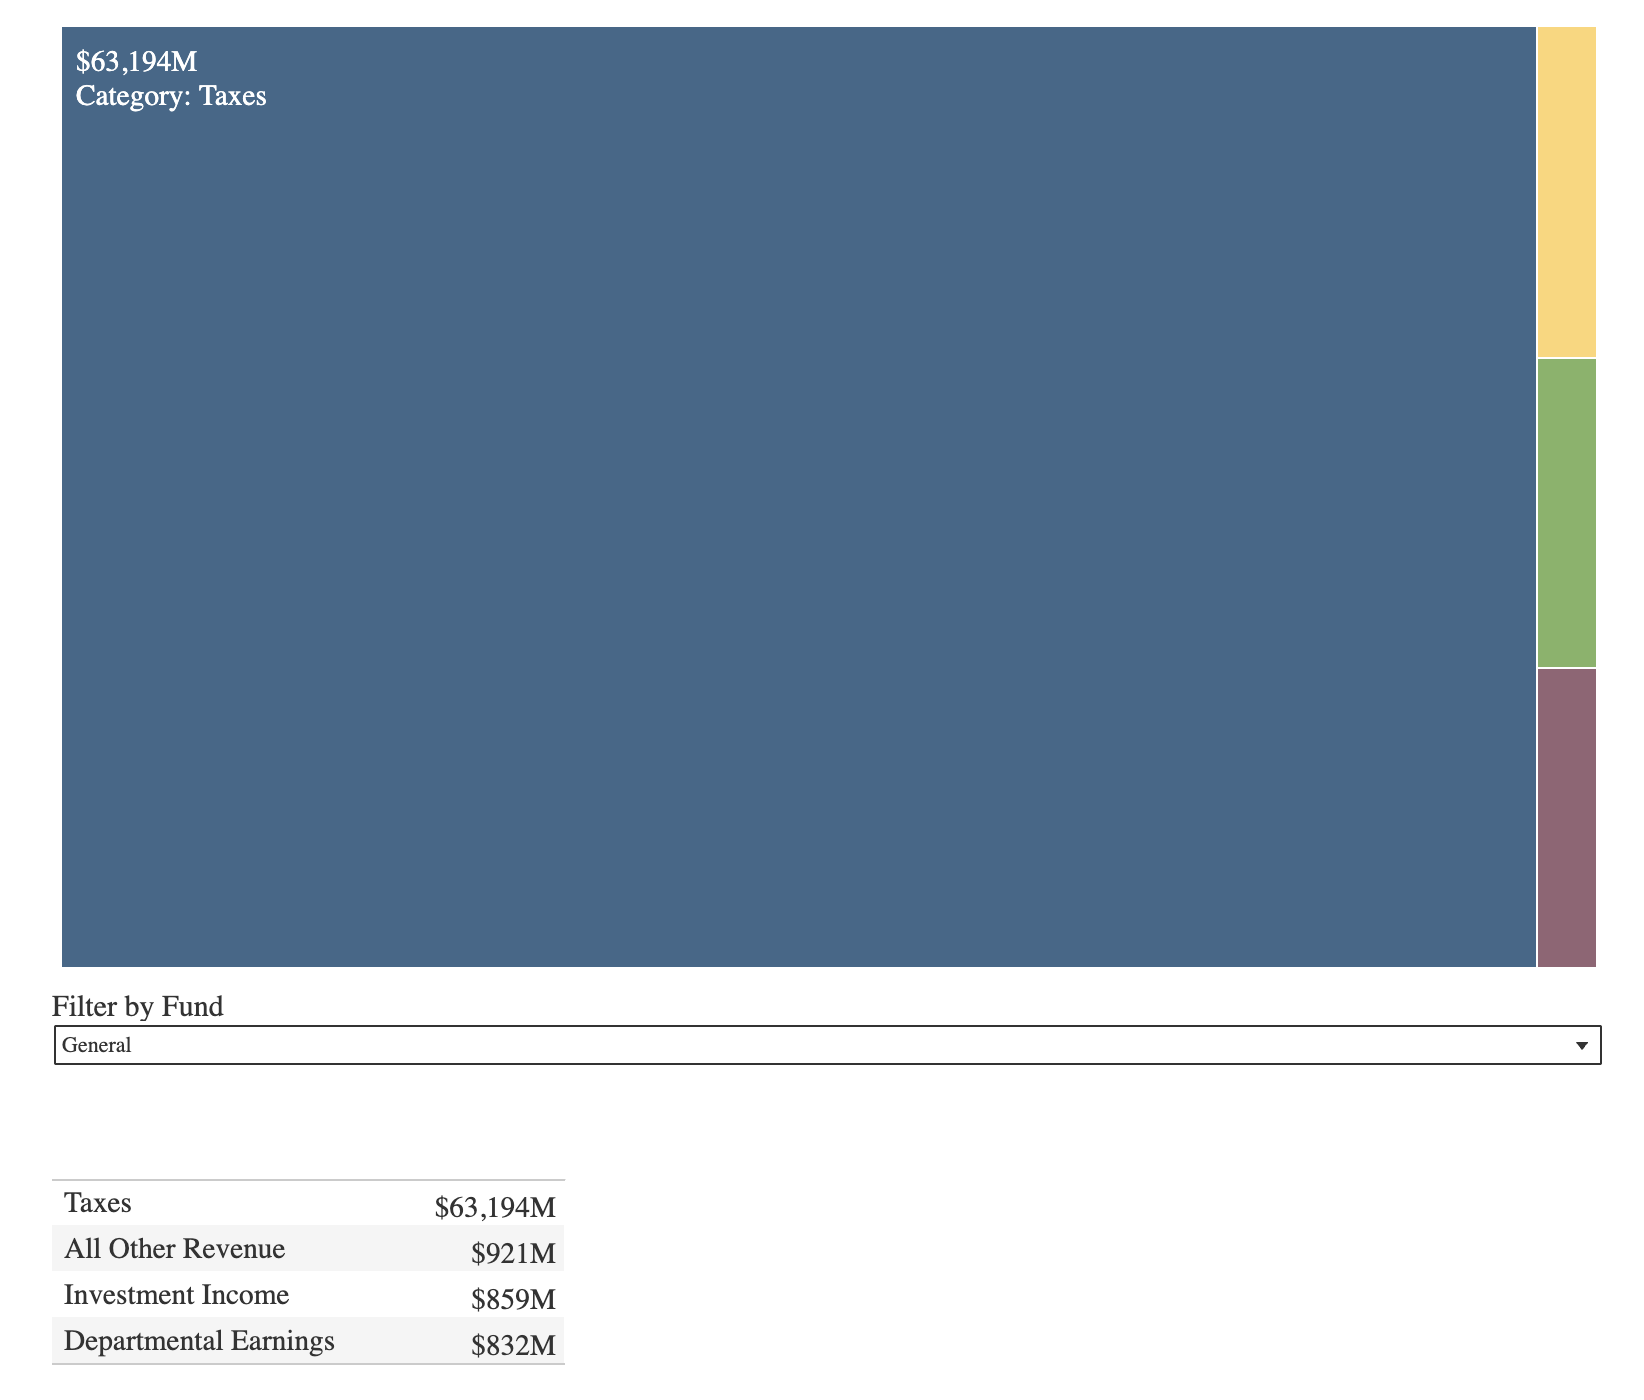 $63,194M
Category: Taxes
Filter by Fund
General
Taxes $63,194M
All Other Revenue $921M
Investment Income $859M
Departmental Earnings $832M